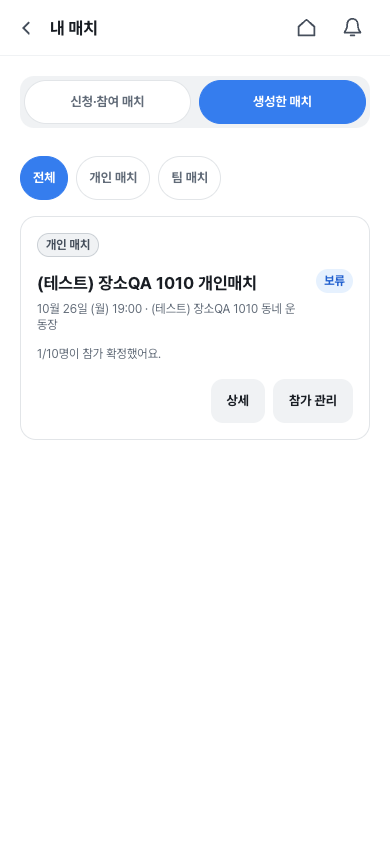 내 매치
신청·참여 매치
생성한 매치
전체
개인 매치
팀 매치
개인 매치
(테스트) 장소QA 1010 개인매치
보류
10월 26일 (월) 19:00 · (테스트) 장소QA 1010 동네 운
동장
1/10명이 참가 확정했어요.
상세
참가 관리